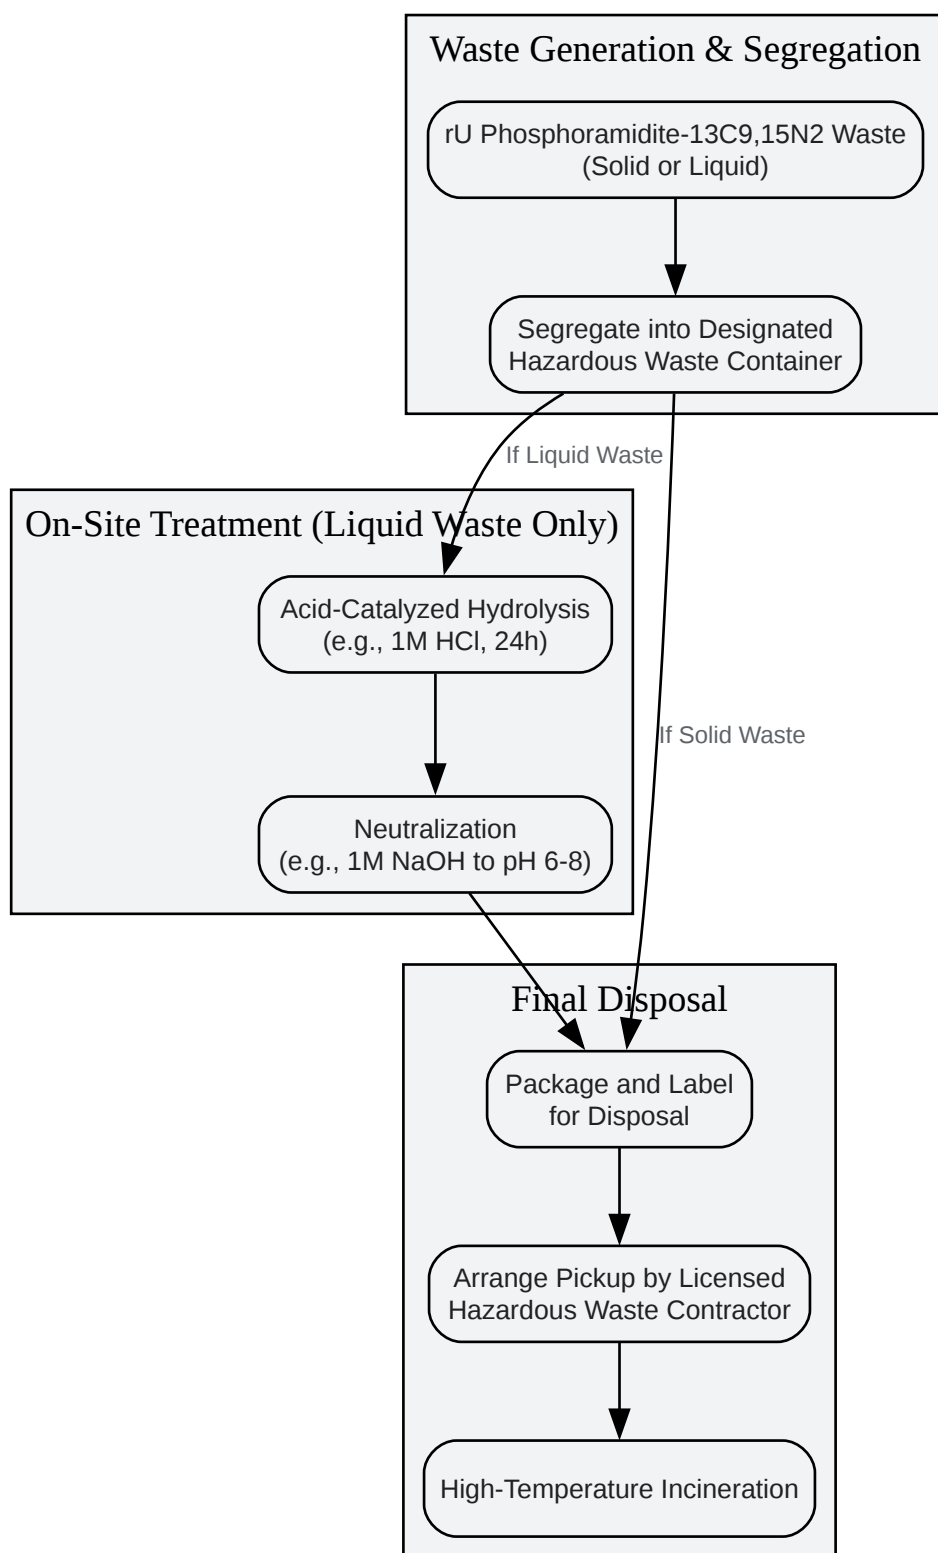 Waste Generation & Segregation
rU Phosphoramidite-13C9,15N2 Waste
(Solid or Liquid)
Segregate into Designated
Hazardous Waste Container
If Liquid Waste
On-Site Treatment (Liquid Waste Only)
Acid-Catalyzed Hydrolysis
(e.g., 1M HCl, 24h)
If Solid Waste
Neutralization
(e.g., 1M NaOH to pH 6-8)
Final Disposal
Package and Label
for Disposal
Arrange Pickup by Licensed
Hazardous Waste Contractor
High-Temperature Incineration